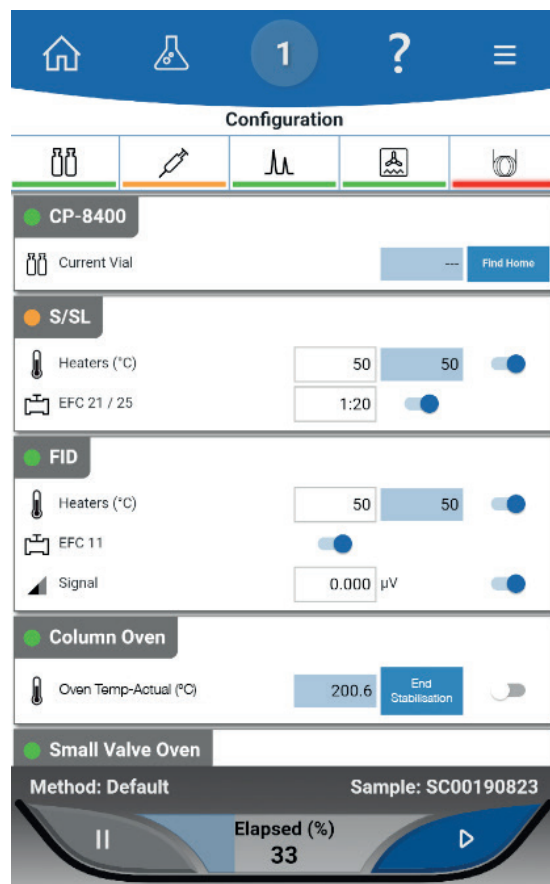 1
?
Configuration
CP-8400
Current Vial
---
Find Home
S/SL
Heaters (°C)
50
50
EFC 21 / 25
1:20
FID
Heaters (°C)
50
50
EFC 11
Signal
0.000 µV
Column Oven
Oven Temp-Actual (ºC)
200.6
End
Stabilisation
Small Valve Oven
Method: Default
Sample: SC00190823
Elapsed (%)
33